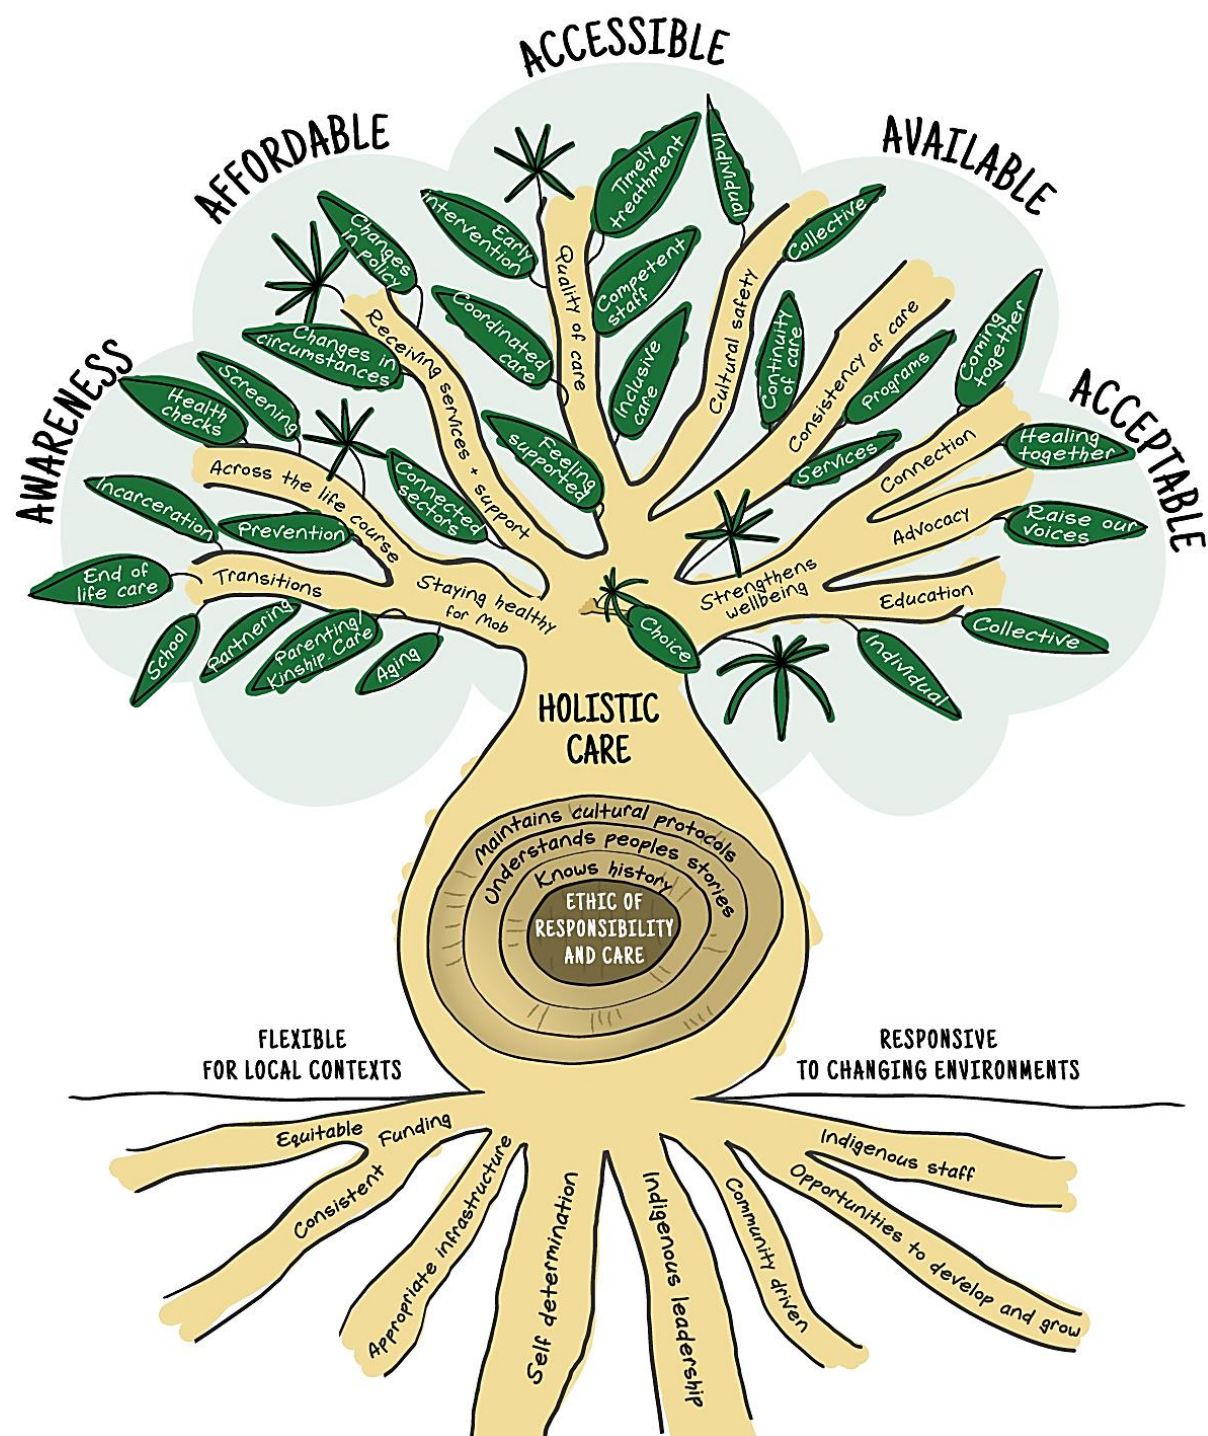 ACCESSIBLE
AFFORDABLE
AVAILABLE
AWARENESS
ACCEPTABLE
Timely
treathment
Individual
Collective
Early
intervention
Changes
in policy
Quality of care
Competent
staff
Coordinated
care
Inclusive
care
Cultural safety
Continuity
of care
Consistency of care
Programs
Coming
together
Changes in
circumstances
Receiving services + support
Screening
Health
checks
Feeling
supported
Services
Connection
Healing
together
Across the life course
Connected
sectors
Incarceration
Prevention
Advocacy
Raise our
voices
End of
life care
Transitions
Staying healthy
for Mob
Strengthens
wellbeing
Education
Collective
School
Partnering
Parenting/
Kinship. Care
Aging
Choice
Individual
HOLISTIC
CARE
Maintains cultural protocols
Understands peoples stories
Knows history
ETHIC OF
RESPONSIBILITY
AND CARE
FLEXIBLE
FOR LOCAL CONTEXTS
RESPONSIVE
TO CHANGING ENVIRONMENTS
Equitable
Funding
Consistent
Appropriate infrastructure
Self determination
Indigenous leadership
Community driven
Indigenous staff
Opportunities to develop and grow